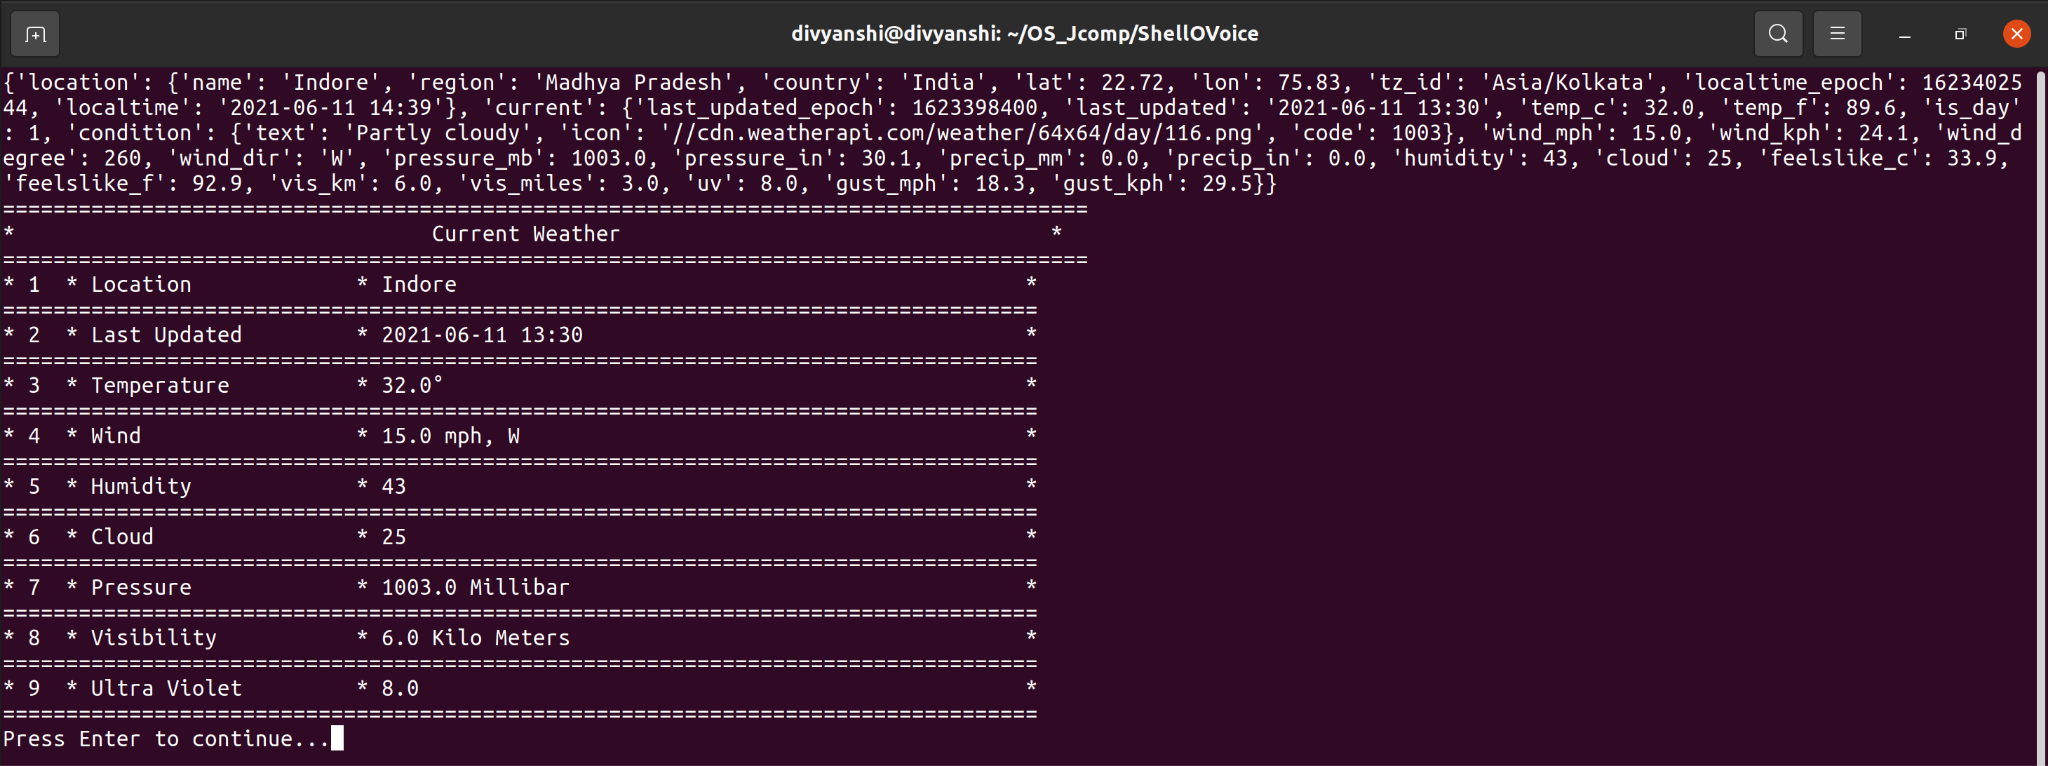 divyanshi@divyanshi: ~/OS_Jcomp/ShellOVoice
{'location': {'name': 'Indore', 'region': 'Madhya Pradesh', 'country': 'India', 'lat': 22.72, 'lon': 75.83, 'tz_id': 'Asia/Kolkata', 'localtime_epoch': 16234025
44, 'localtime': '2021-06-11 14:39'}, 'current': {'last_updated_epoch': 1623398400, 'last_updated': '2021-06-11 13:30', 'temp_c': 32.0, 'temp_f': 89.6, 'is_day'
: 1, 'condition': {'text': 'Partly cloudy', 'icon': '//cdn.weatherapi.com/weather/64x64/day/116.png', 'code': 1003}, 'wind_mph': 15.0, 'wind_kph': 24.1, 'wind_d
egree': 260, 'wind_dir': 'W', 'pressure_mb': 1003.0, 'pressure_in': 30.1, 'precip_mm': 0.0, 'precip_in': 0.0, 'humidity': 43, 'cloud': 25, 'feelslike_c': 33.9,
'feelslike_f': 92.9, 'vis_km': 6.0, 'vis_miles': 3.0, 'uv': 8.0, 'gust_mph': 18.3, 'gust_kph': 29.5}}
======================================================================================
*                                 Current Weather                                  *
======================================================================================
* 1  * Location             * Indore                                             *
==================================================================================
* 2  * Last Updated         * 2021-06-11 13:30                                   *
==================================================================================
* 3  * Temperature          * 32.0°                                              *
==================================================================================
* 4  * Wind                 * 15.0 mph, W                                        *
==================================================================================
* 5  * Humidity             * 43                                                 *
==================================================================================
* 6  * Cloud                * 25                                                 *
==================================================================================
* 7  * Pressure             * 1003.0 Millibar                                    *
==================================================================================
* 8  * Visibility           * 6.0 Kilo Meters                                    *
==================================================================================
* 9  * Ultra Violet         * 8.0                                                *
==================================================================================
Press Enter to continue...